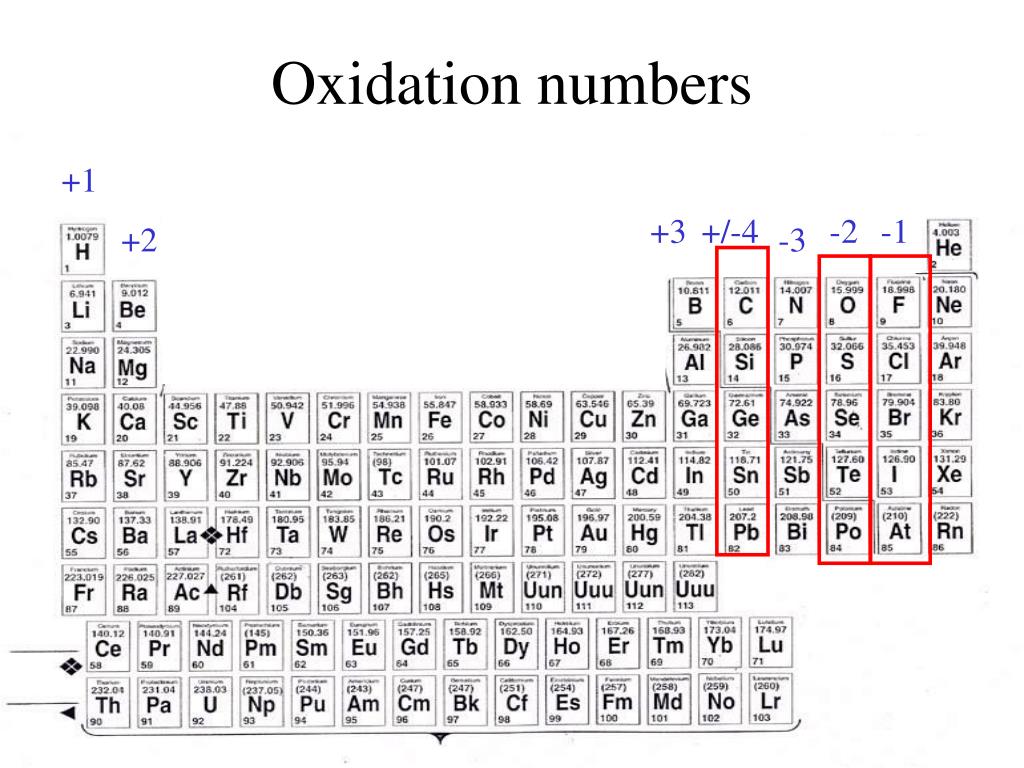 Oxidation numbers
+1
+2 +3 +/-4 -3 -2 -1
1.0079 4.003
H He
1 2
6.941 9.012 10.811 12.011 14.007 15.999 18.998 20.180
Li Be B C N O F Ne
3 4 5 6 7 8 9 10
22.990 24.305 26.982 28.086 30.974 32.066 35.453 39.948
Na Mg Al Si P S Cl Ar
11 12 13 14 15 16 17 18
39.098 40.08 44.956 47.88 50.942 51.996 54.938 55.847 58.933 58.69 63.546 65.39 69.723 72.61 74.922 78.96 79.904 83.80
K Ca Sc Ti V Cr Mn Fe Co Ni Cu Zn Ga Ge As Se Br Kr
19 20 21 22 23 24 25 26 27 28 29 30 31 32 33 34 35 36
85.47 87.62 88.906 91.224 92.906 95.94 (98) 101.07 102.91 106.42 107.87 112.41 114.82 118.71 121.75 127.60 126.90 131.29
Rb Sr Y Zr Nb Mo Tc Ru Rh Pd Ag Cd In Sn Sb Te I Xe
37 38 39 40 41 42 43 44 45 46 47 48 49 50 51 52 53 54
132.90 137.33 138.91 178.49 180.95 183.85 186.21 190.2 192.22 195.08 196.97 200.59 204.38 207.2 208.98 (209) (210) (222)
Cs Ba La Hf Ta W Re Os Ir Pt Au Hg Tl Pb Bi Po At Rn
55 56 57 72 73 74 75 76 77 78 79 80 81 82 83 84 85 86
223.019 226.025 227.027 (261) (262) (263) (262) (265) (266) (271) (272) (277) (282)
Fr Ra Ac Rf Db Sg Bh Hs Mt Uun Uuu Uun Uuu
87 88 89 104 105 106 107 108 109 110 111 112 113
140.12 140.91 144.24 (145) 150.36 151.96 157.25 158.92 162.50 164.93 167.26 168.93 173.04 174.97
Ce Pr Nd Pm Sm Eu Gd Tb Dy Ho Er Tm Yb Lu
58 59 60 61 62 63 64 65 66 67 68 69 70 71
232.04 231.04 238.03 (237.05) (244) (243) (247) (247) (251) (254) (257) (258) (259) (260)
Th Pa U Np Pu Am Cm Bk Cf Es Fm Md No Lr
90 91 92 93 94 95 96 97 98 99 100 101 102 103